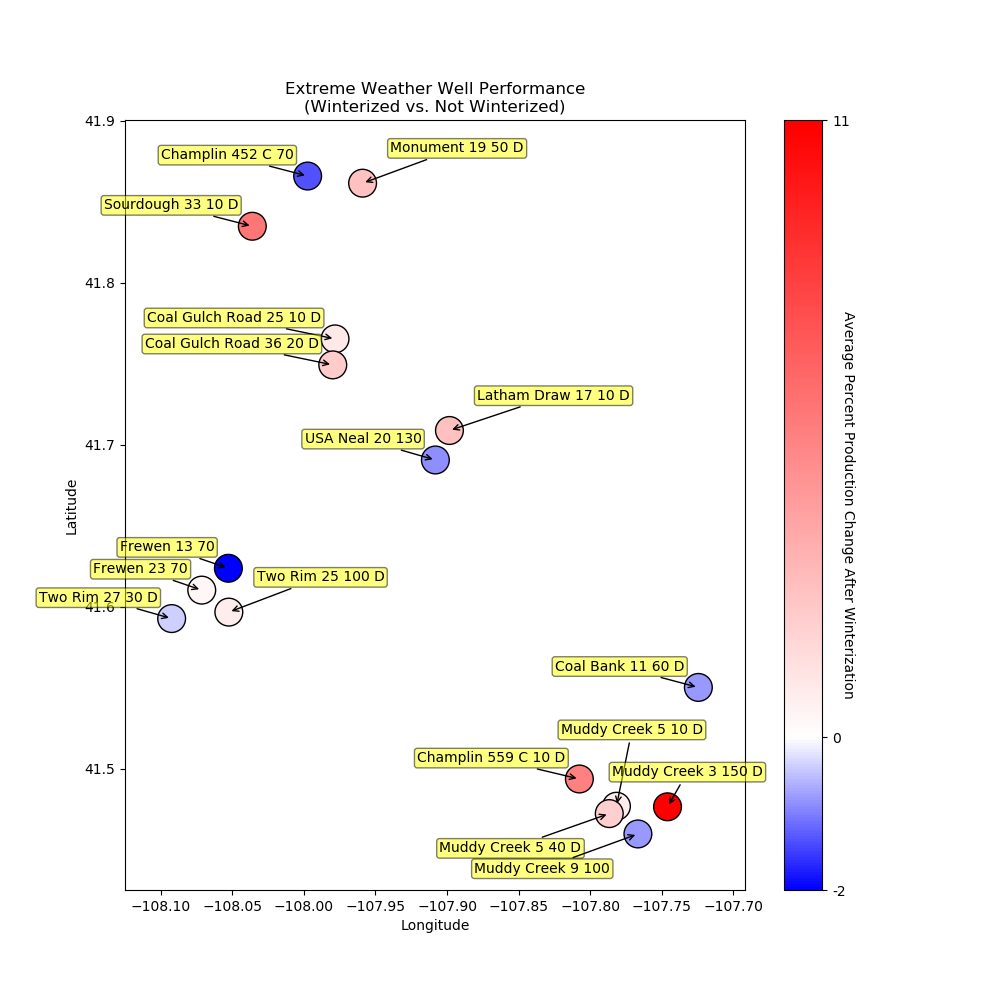 Extreme Weather Well Performance
(Winterized vs. Not Winterized)
41.9
11
Monument 19 50 D
Champlin 452 C 70
Sourdough 33 10 D
41.8
Coal Gulch Road 25 10 D
Coal Gulch Road 36 20 D
Latham Draw 17 10 D
USA Neal 20 130
41.7
Average Percent Production Change After Winterization
Latitude
Frewen 13 70
Frewen 23 70
Two Rim 25 100 D
Two Rim 27 30 D
41.6
Coal Bank 11 60 D
Muddy Creek 5 10 D
0
Champlin 559 C 10 D
41.5
Muddy Creek 3 150 D
Muddy Creek 5 40 D
Muddy Creek 9 100
-2
−108.10 −108.05 −108.00 −107.95 −107.90 −107.85 −107.80 −107.75 −107.70
Longitude